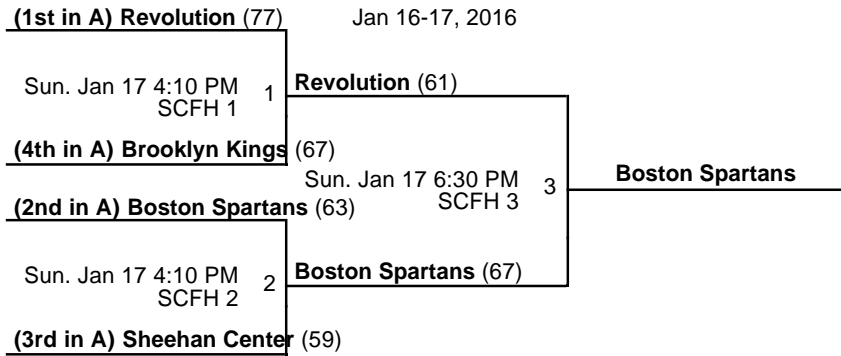 (1st in A) Revolution (77)
Jan 16-17, 2016
Sun. Jan 17 4:10 PM
SCFH 1
1
Revolution (61)
(4th in A) Brooklyn Kings (67)
Sun. Jan 17 6:30 PM
SCFH 3
3
Boston Spartans
(2nd in A) Boston Spartans (63)
Sun. Jan 17 4:10 PM
SCFH 2
2
Boston Spartans (67)
(3rd in A) Sheehan Center (59)